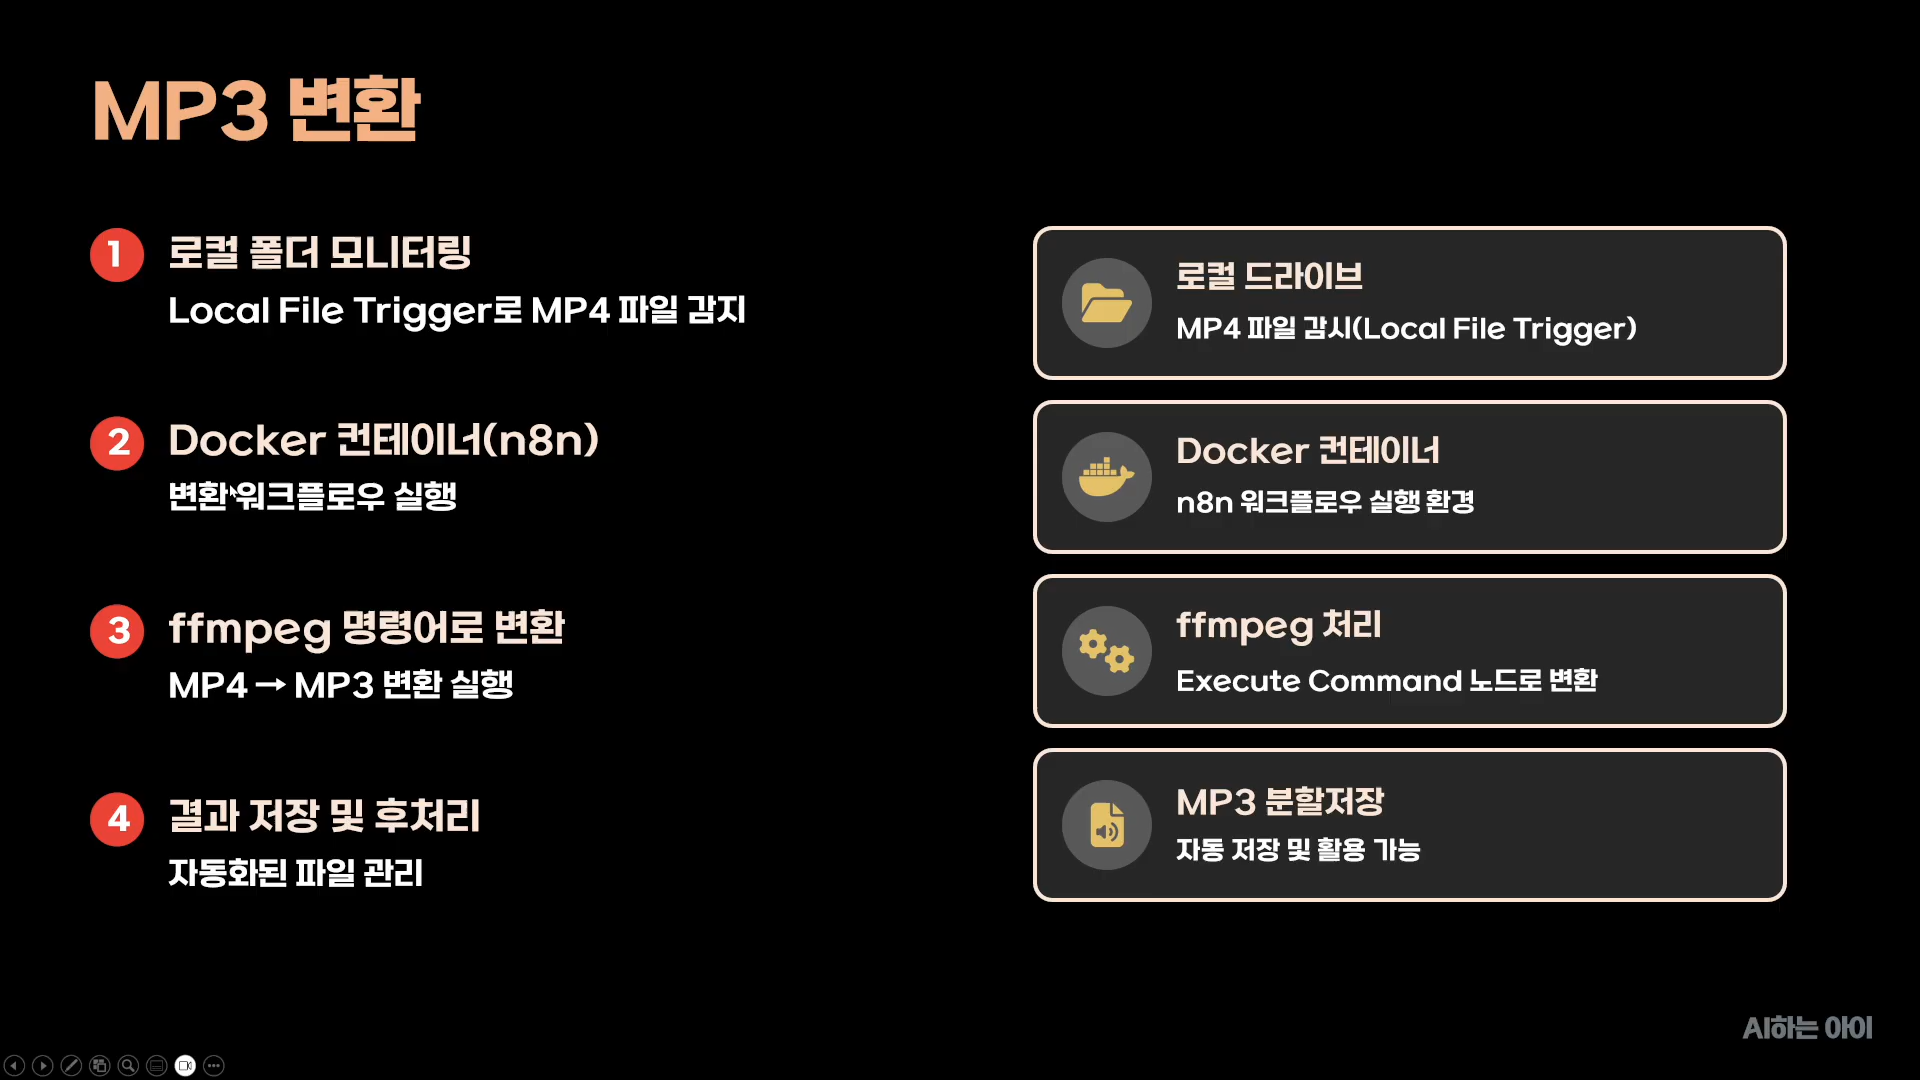 MP3 변환
1
로컬 폴더 모니터링
Local File Trigger로 MP4 파일 감지
2
Docker 컨테이너(n8n)
변환 워크플로우 실행
3
ffmpeg 명령어로 변환
MP4 → MP3 변환 실행
4
결과 저장 및 후처리
자동화된 파일 관리
로컬 드라이브
MP4 파일 감시(Local File Trigger)
Docker 컨테이너
n8n 워크플로우 실행 환경
ffmpeg 처리
Execute Command 노드로 변환
MP3 분할저장
자동 저장 및 활용 가능
AI하는 아이